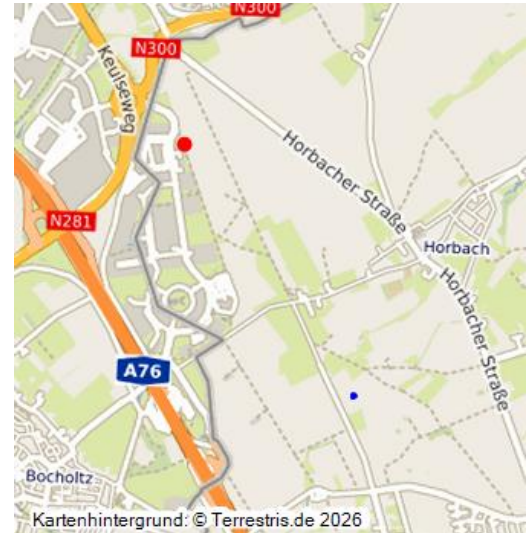 N300
N300
Keulseweg
Horbacher Straße
N281
Horbach
Horbacher Straße
A76
Bocholtz
Kartenhintergrund: © Terrestris.de 2026